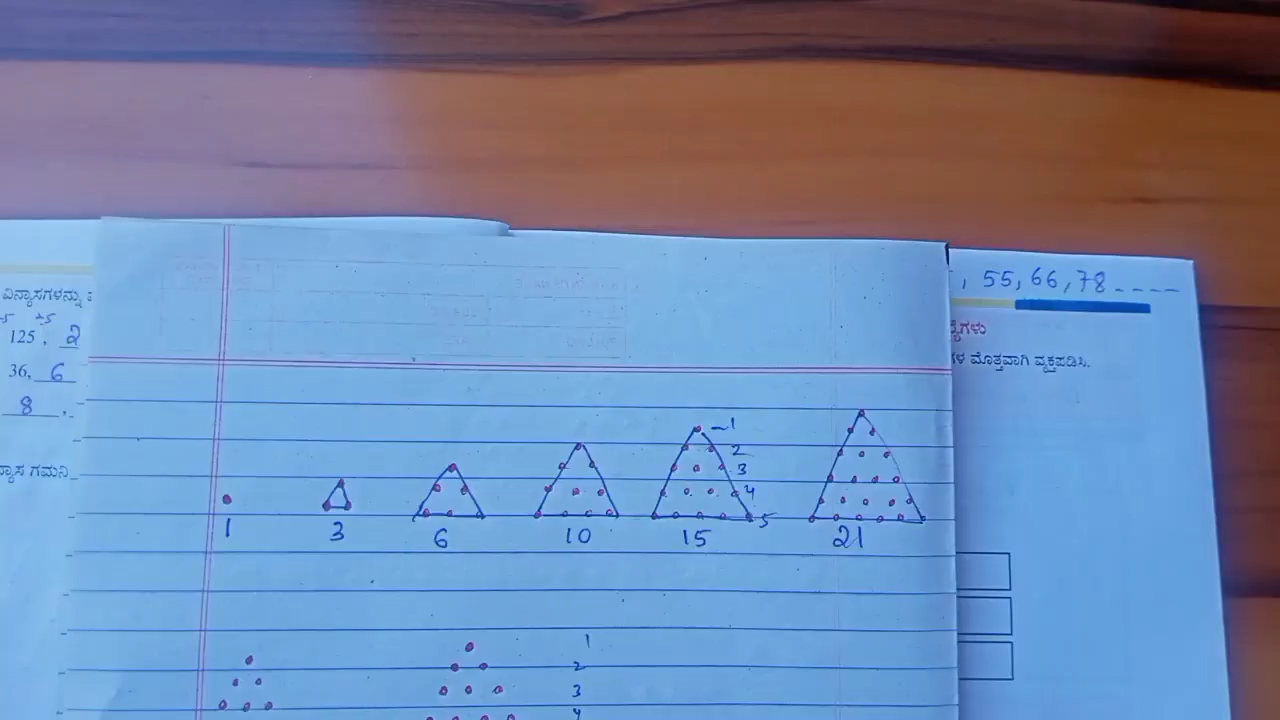 , 55, 66, 78 - - - -
ವಿನ್ಯಾಸಗಳನ್ನು
125, 2
ಳ ಮೊತ್ತವಾಗಿ ವ್ಯಕ್ತಪಡಿಸಿ.
36, 6
8,
1
2
3
4
5
ಗಮನಿ
1 3 6 10 15 21
1
2
3
4